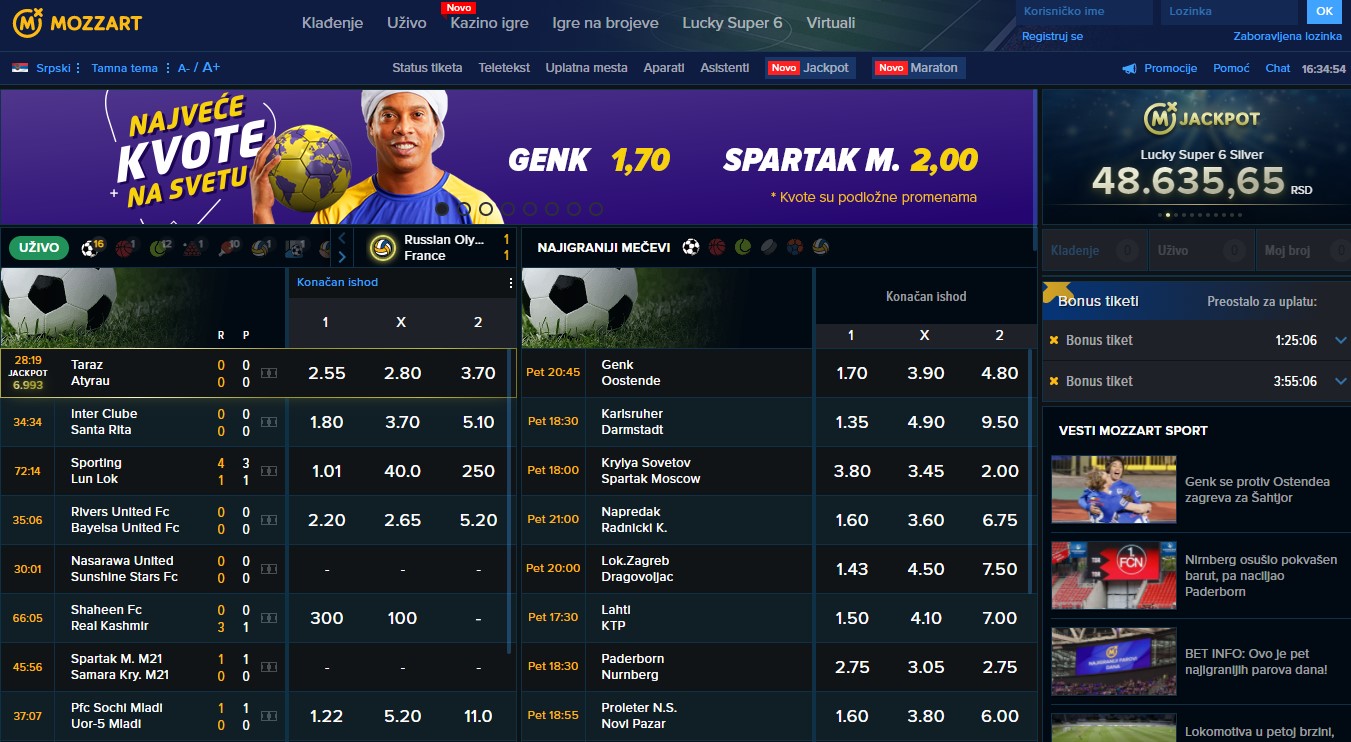 MOZZART
Klađenje
Uživo
Novo
Kazino igre
Igre na brojeve
Lucky Super 6
Virtuali
Korisničko ime
Lozinka
OK
Registruj se
Zaboravljena lozinka
Srpski
Tamna tema
A- / A+
Status tiketa
Teletekst
Uplatna mesta
Aparati
Asistenti
Novo Jackpot
Novo Maraton
Promocije
Pomoć
Chat
16:34:54
NAJVEĆE
KVOTE
NA SVETU
GENK 1,70
SPARTAK M. 2,00
* Kvote su podložne promenama
JACKPOT
Lucky Super 6 Silver
48.635,65 RSD
UŽIVO
16
1
12
1
10
1
1
Russian Oly... 1
France 1
NAJIGRANIJI MEČEVI
Klađenje 0
Uživo 0
Moj broj
Konačan ishod
R P
1 X 2
28:19
JACKPOT
6.993
Taraz 0 0
Atyrau 0 0
2.55 2.80 3.70
34:34
Inter Clube 0 0
Santa Rita 0 0
1.80 3.70 5.10
72:14
Sporting 4 3
Lun Lok 1 1
1.01 40.0 250
35:06
Rivers United Fc 0 0
Bayelsa United Fc 0 0
2.20 2.65 5.20
30:01
Nasarawa United 0 0
Sunshine Stars Fc 0 0
- - -
66:05
Shaheen Fc 0 0
Real Kashmir 3 1
300 100 -
45:56
Spartak M. M21 1 1
Samara Kry. M21 0 0
- - -
37:07
Pfc Sochi Mladi 1 1
Uor-5 Mladi 0 0
1.22 5.20 11.0
Konačan ishod
1 X 2
Pet 20:45
Genk
Oostende
1.70 3.90 4.80
Pet 18:30
Karlsruher
Darmstadt
1.35 4.90 9.50
Pet 18:00
Krylya Sovetov
Spartak Moscow
3.80 3.45 2.00
Pet 21:00
Napredak
Radnicki K.
1.60 3.60 6.75
Pet 20:00
Lok.Zagreb
Dragovoljac
1.43 4.50 7.50
Pet 17:30
Lahti
KTP
1.50 4.10 7.00
Pet 18:30
Paderborn
Nurnberg
2.75 3.05 2.75
Pet 18:55
Proleter N.S.
Novi Pazar
1.60 3.80 6.00
Bonus tiketi
Preostalo za uplatu:
Bonus tiket 1:25:06
Bonus tiket 3:55:06
VESTI MOZZART SPORT
Genk se protiv Ostendea
zagreva za Šahtjor
1.
FCN
Nirnberg osušio pokvašen
barut, pa naciljao
Paderborn
NAJIGRANIJI PAROVI
DANA
BET INFO: Ovo je pet
najigranijih parova dana!
Lokomotiva u petoj brzini,